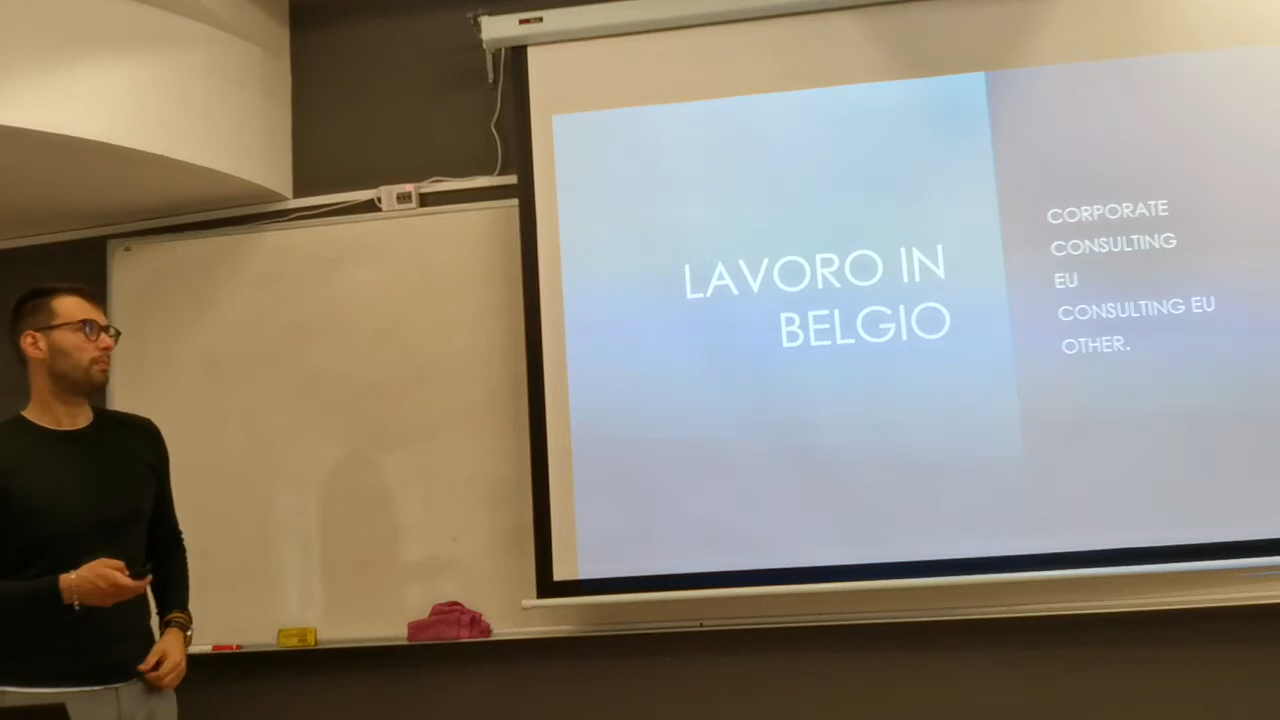 LAVORO IN
BELGIO
CORPORATE
CONSULTING
EU
CONSULTING EU
OTHER.